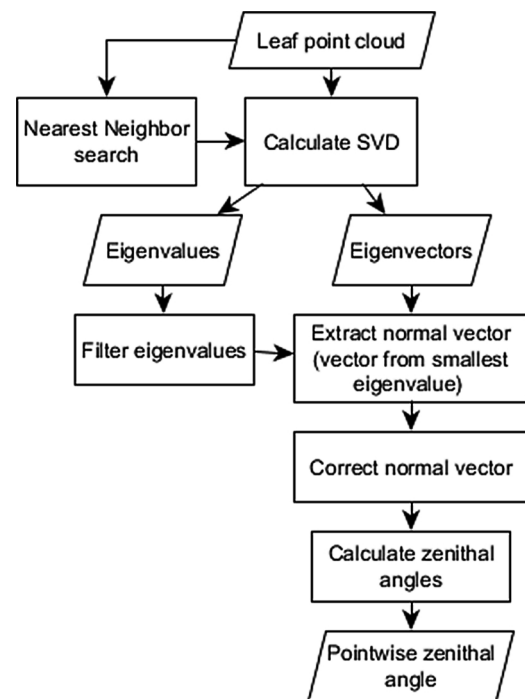 Leaf point cloud
Nearest Neighbor
search
Calculate SVD
Eigenvalues
Eigenvectors
Filter eigenvalues
Extract normal vector
(vector from smallest
eigenvalue)
Correct normal vector
Calculate zenithal
angles
Pointwise zenithal
angle